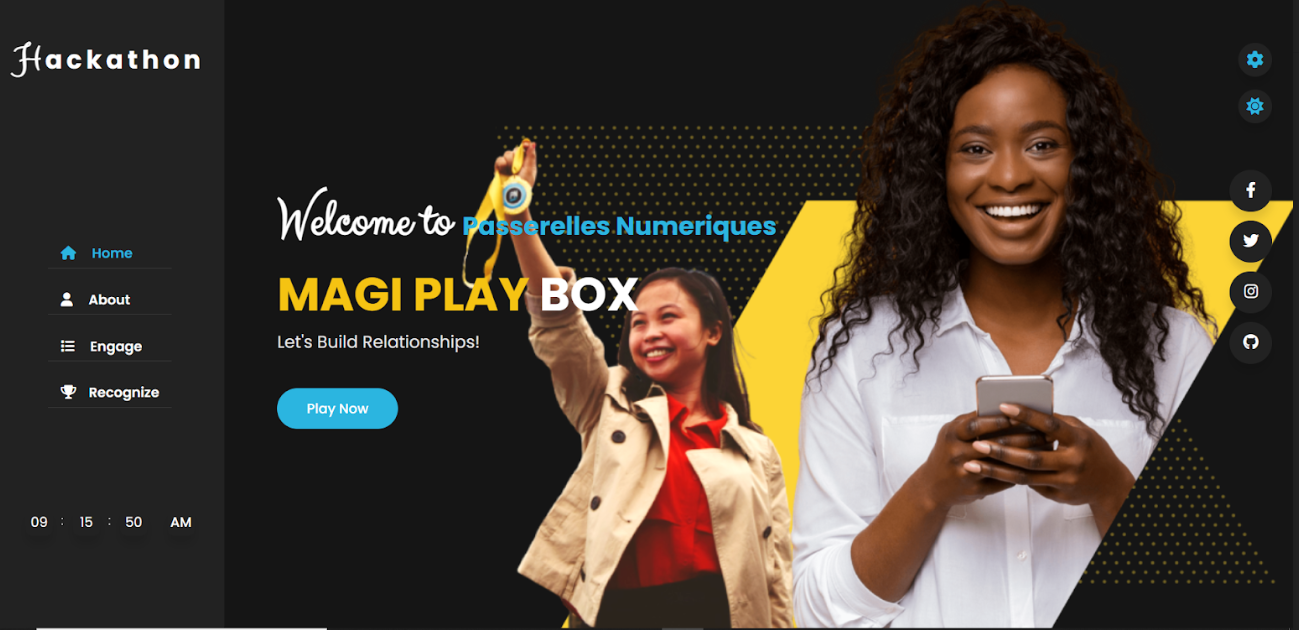 Hackathon
Home
About
Engage
Recognize
09 : 15 : 50 AM
Welcome to Passerelles Numeriques
MAGI PLAY BOX
Let's Build Relationships!
Play Now